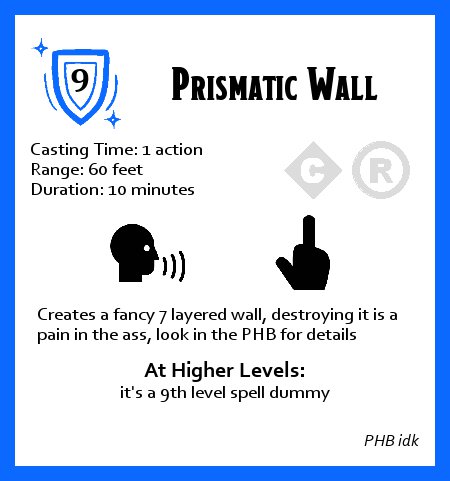 9
Prismatic Wall
Casting Time: 1 action
Range: 60 feet
Duration: 10 minutes
C R
Creates a fancy 7 layered wall, destroying it is a
pain in the ass, look in the PHB for details
At Higher Levels:
it's a 9th level spell dummy
PHB idk